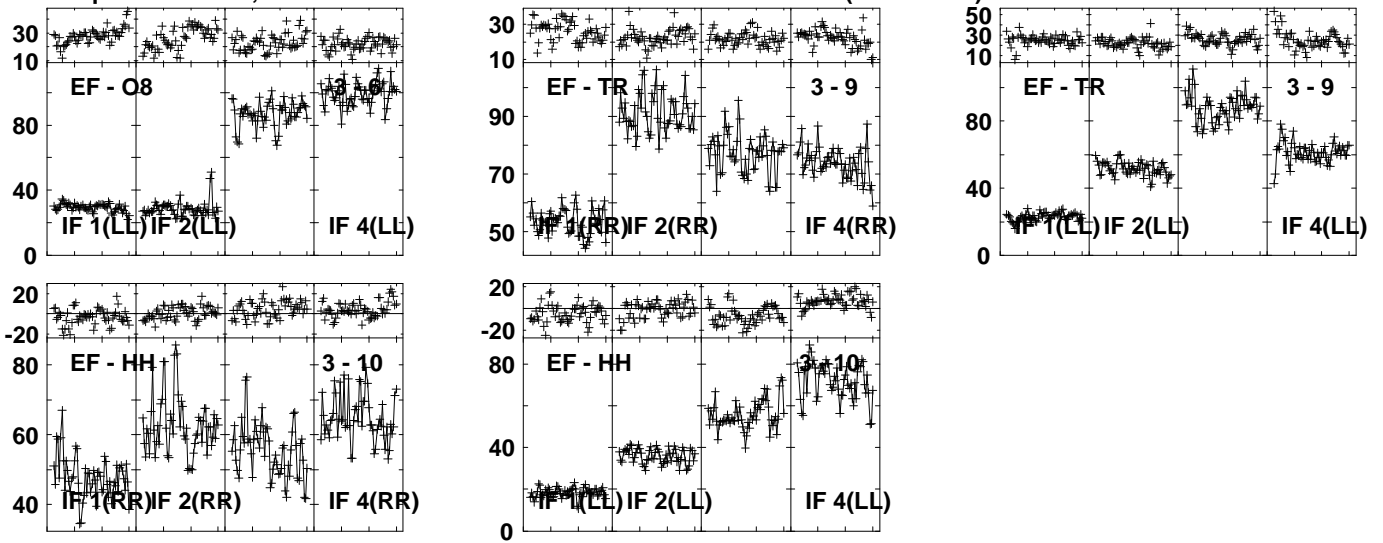 30
10
EF - O8
3 - 6
80
40
0
IF 1(LL)
IF 2(LL)
IF 4(LL)
30
10
EF - TR
3 - 9
90
70
50
IF 1(RR)
IF 2(RR)
IF 4(RR)
50
30
10
EF - TR
3 - 9
80
40
0
IF 1(LL)
IF 2(LL)
IF 4(LL)
20
-20
EF - HH
3 - 10
80
60
40
IF 1(RR)
IF 2(RR)
IF 4(RR)
20
-20
EF - HH
3 - 10
80
40
0
IF 1(LL)
IF 2(LL)
IF 4(LL)